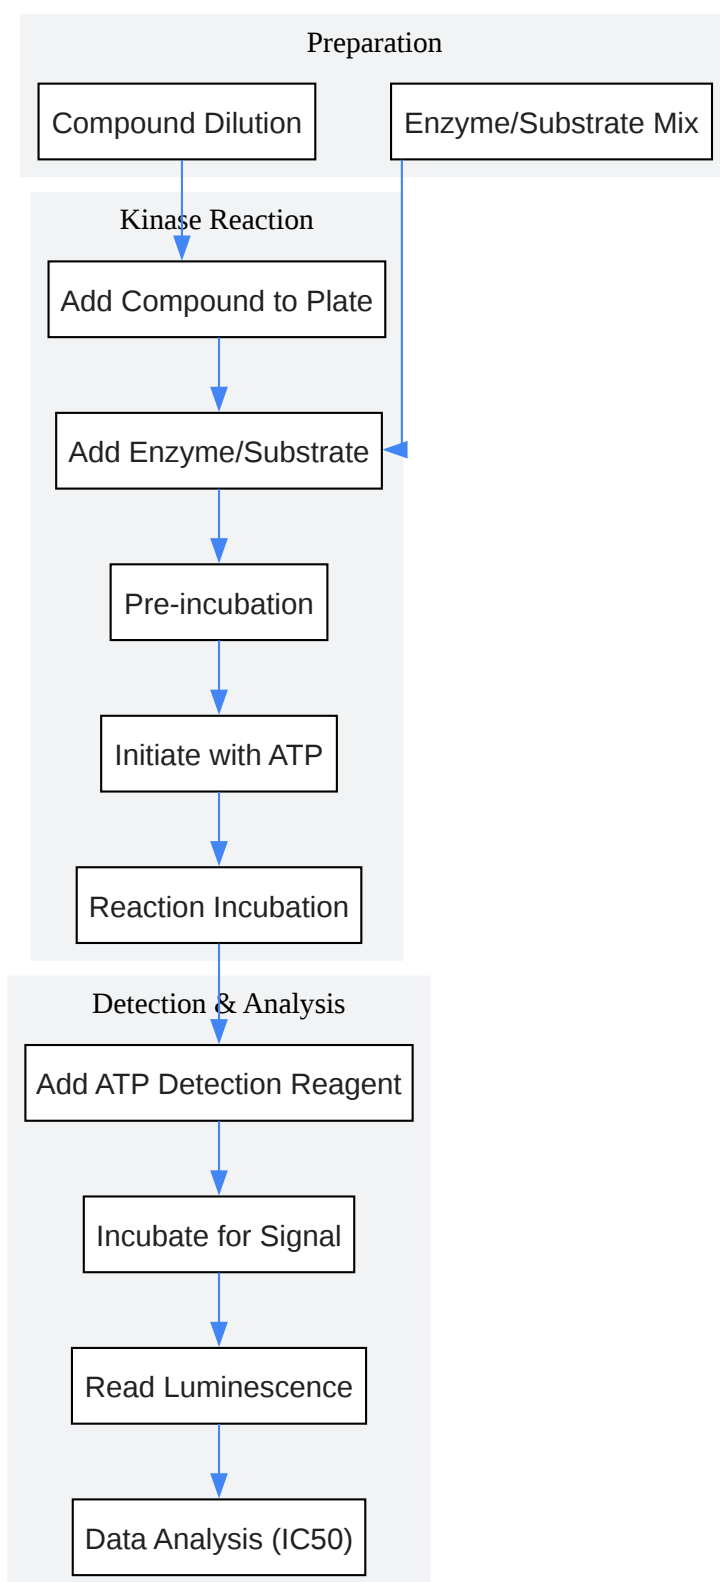 Preparation
Compound Dilution
Enzyme/Substrate Mix
Kinase Reaction
Add Compound to Plate
Add Enzyme/Substrate
Pre-incubation
Initiate with ATP
Reaction Incubation
Detection & Analysis
Add ATP Detection Reagent
Incubate for Signal
Read Luminescence
Data Analysis (IC50)